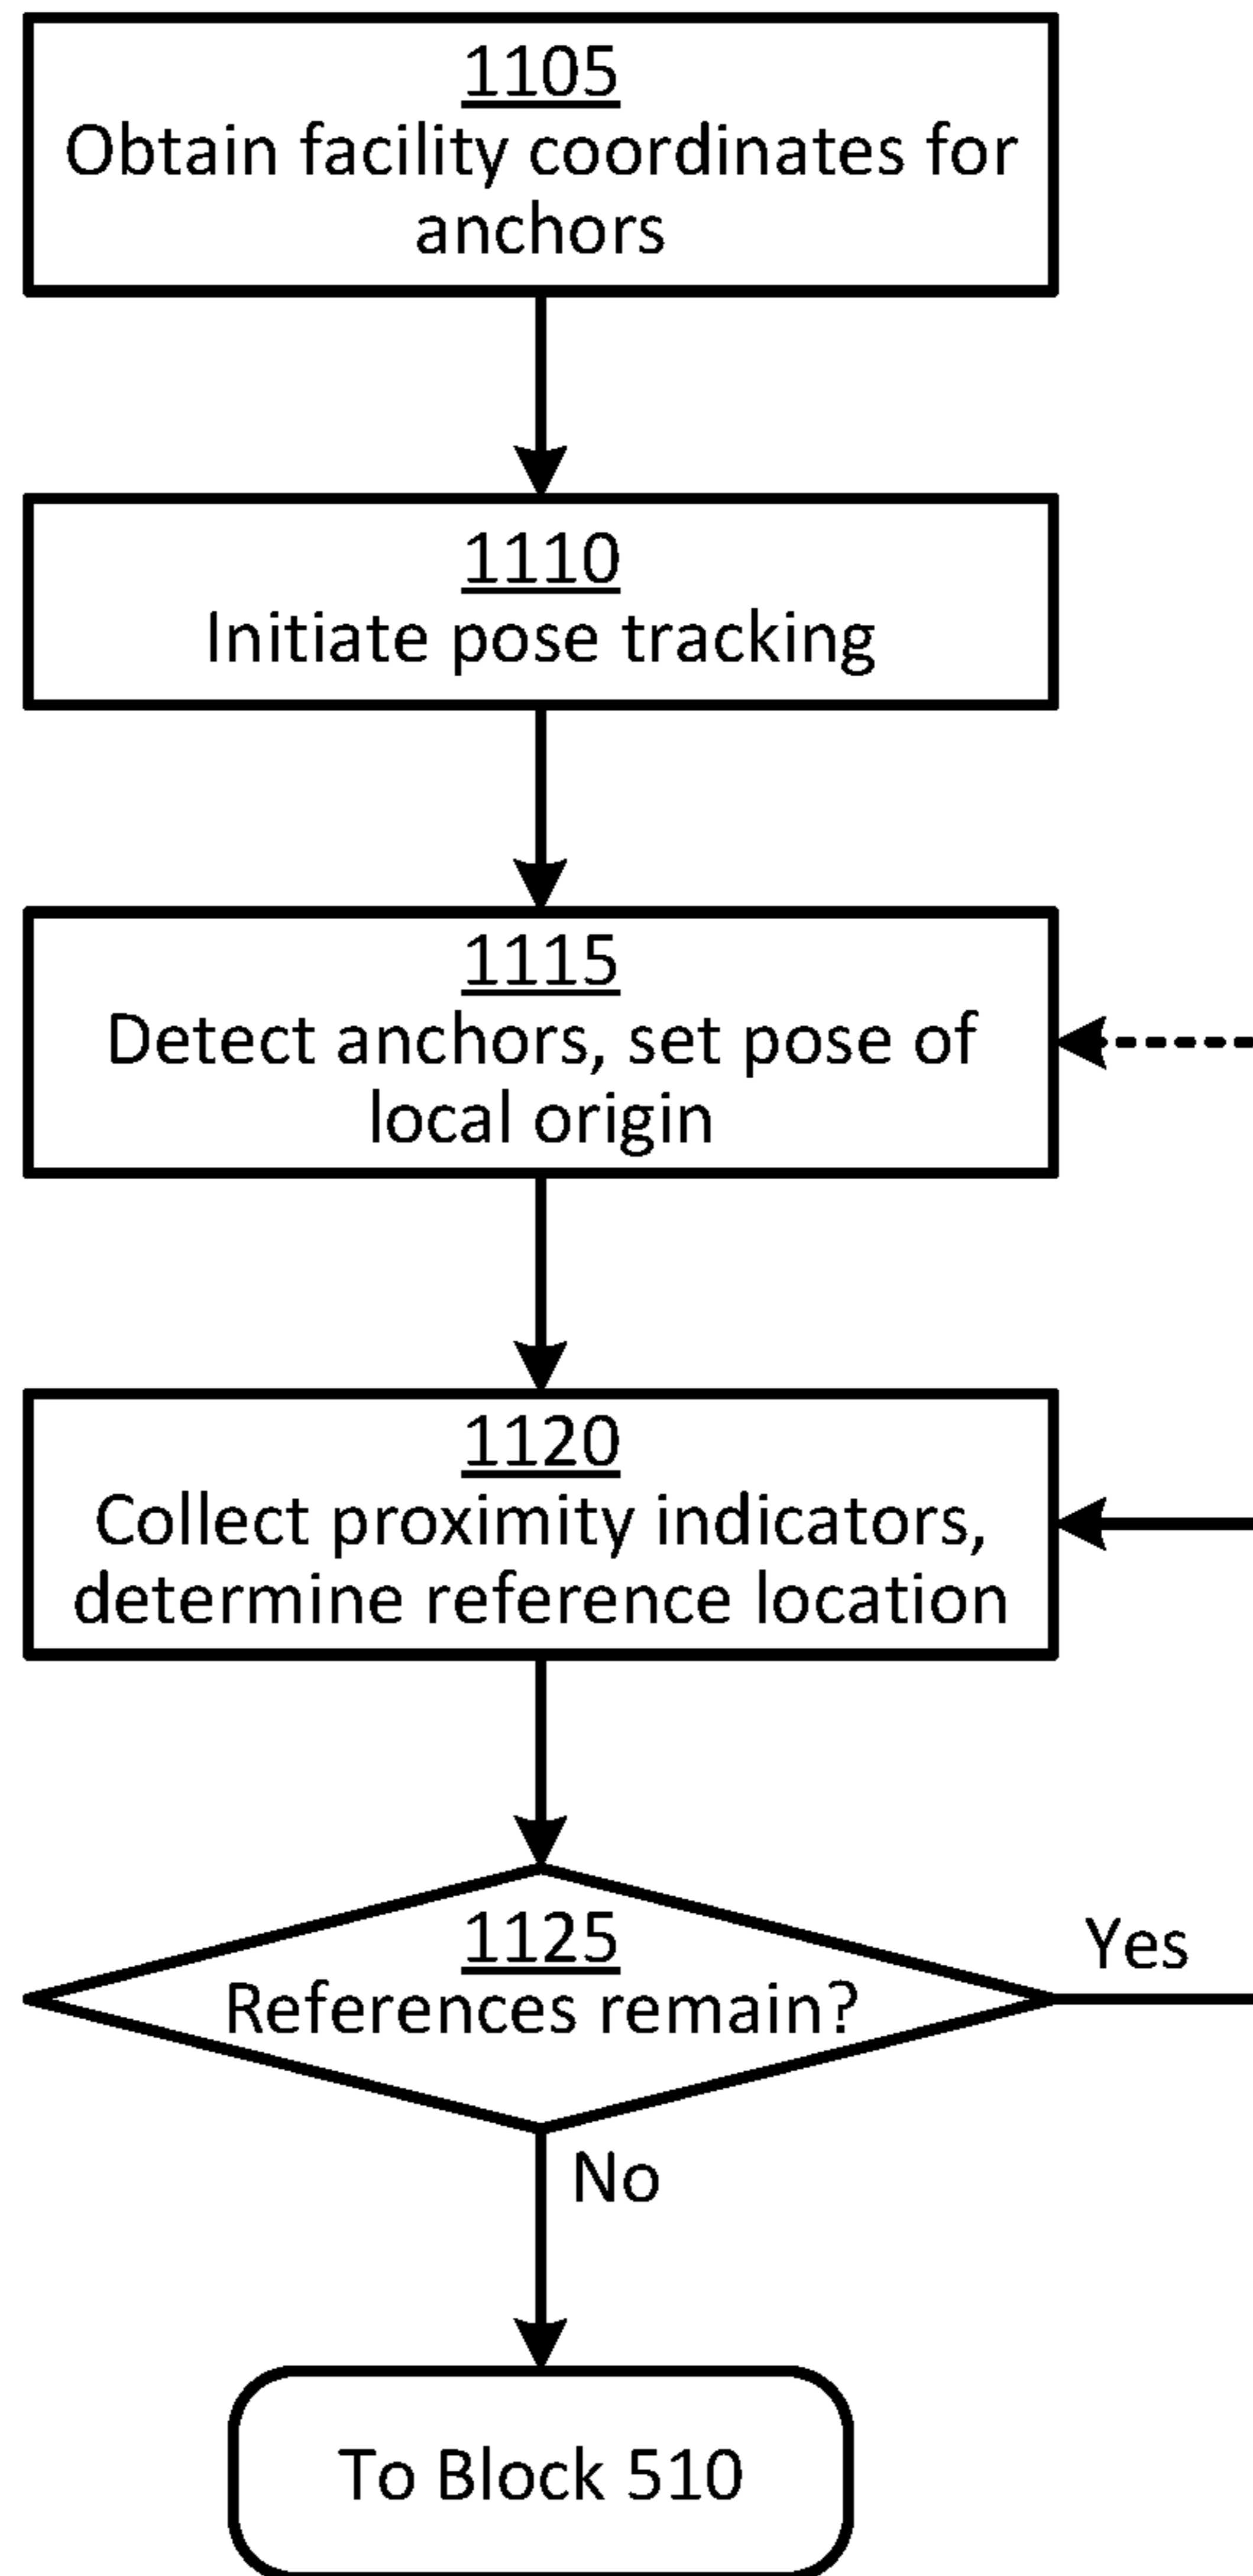 1105
Obtain facility coordinates for
anchors
1110
Initiate pose tracking
1115
Detect anchors, set pose of
local origin
1120
Collect proximity indicators,
determine reference location
1125
References remain?
Yes
No
To Block 510